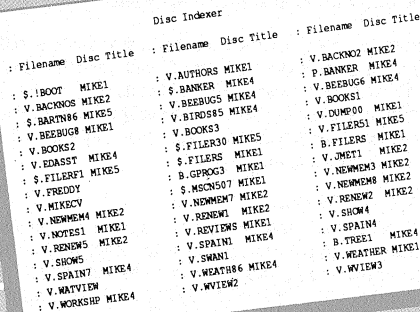 Disc Indexer
: Filename Disc Title : Filename Disc Title : Filename Disc Title
: $.!BOOT MIKE1 : V.AUTHORS MIKE1 : V.BACKNO2 MIKE2
: V.BACKNOS MIKE2 : $.BANKER MIKE4 : P.BANKER MIKE4
: $.BARTN86 MIKE5 : V.BEEBUG5 MIKE4 : V.BEEBUG6 MIKE4
: V.BEEBUG8 MIKE1 : V.BIRDS85 MIKE4 : V.BOOKS1
: V.BOOKS2 : V.BOOKS3 : V.DUMP00 MIKE1
: V.EDASST MIKE4 : $.FILER30 MIKE5 : V.FILER51 MIKE5
: $.FILERF1 MIKE5 : $.FILERS MIKE1 : B.FILERS MIKE1
: V.FREDDY : B.GPROG3 MIKE1 : V.JMET1 MIKE2
: V.MIKECV : $.MSCN507 MIKE1 : V.NEWMEM3 MIKE2
: V.NEWMEM4 MIKE2 : V.NEWMEM7 MIKE2 : V.NEWMEM8 MIKE2
: V.NOTES1 MIKE1 : V.RENEW1 MIKE2 : V.RENEW2 MIKE2
: V.RENEW5 MIKE2 : V.REVIEWS MIKE1 : V.SHOW4
: V.SHOW5 : V.SPAIN1 MIKE4 : V.SPAIN4
: V.SPAIN7 MIKE4 : V.SWAN1 : B.TREE1 MIKE4
: V.WATVIEW : V.WEATH86 MIKE4 : V.WEATHER MIKE1
: V.WORKSHP MIKE4 : V.WVIEW2 : V.WVIEW3